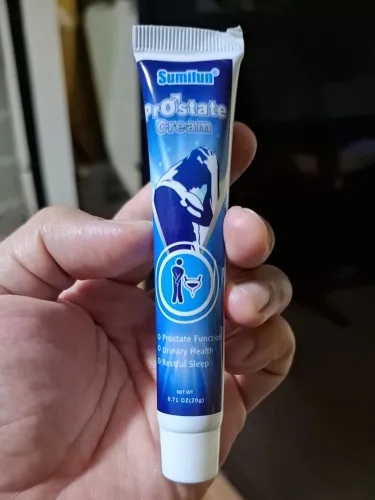 Sumifun®
Prostate
Cream
Prostate Function
Urinary Health
Restful Sleep
NET WT
0.71 OZ(20g)